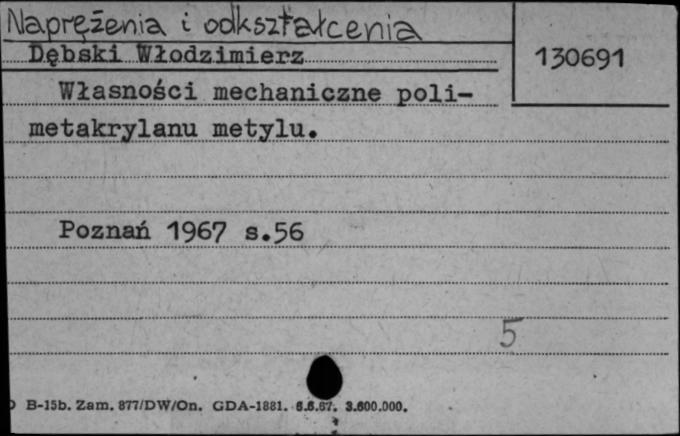 Naprężenia i odkształcenia
Dębski Włodzimierz
130691
Własności mechaniczne poli-
metakrylanu metylu.
Poznań 1967 s.56
5
B-15b. Zam. 877/DW/On. GDA-1881. 6.6.67. 3.600.000.